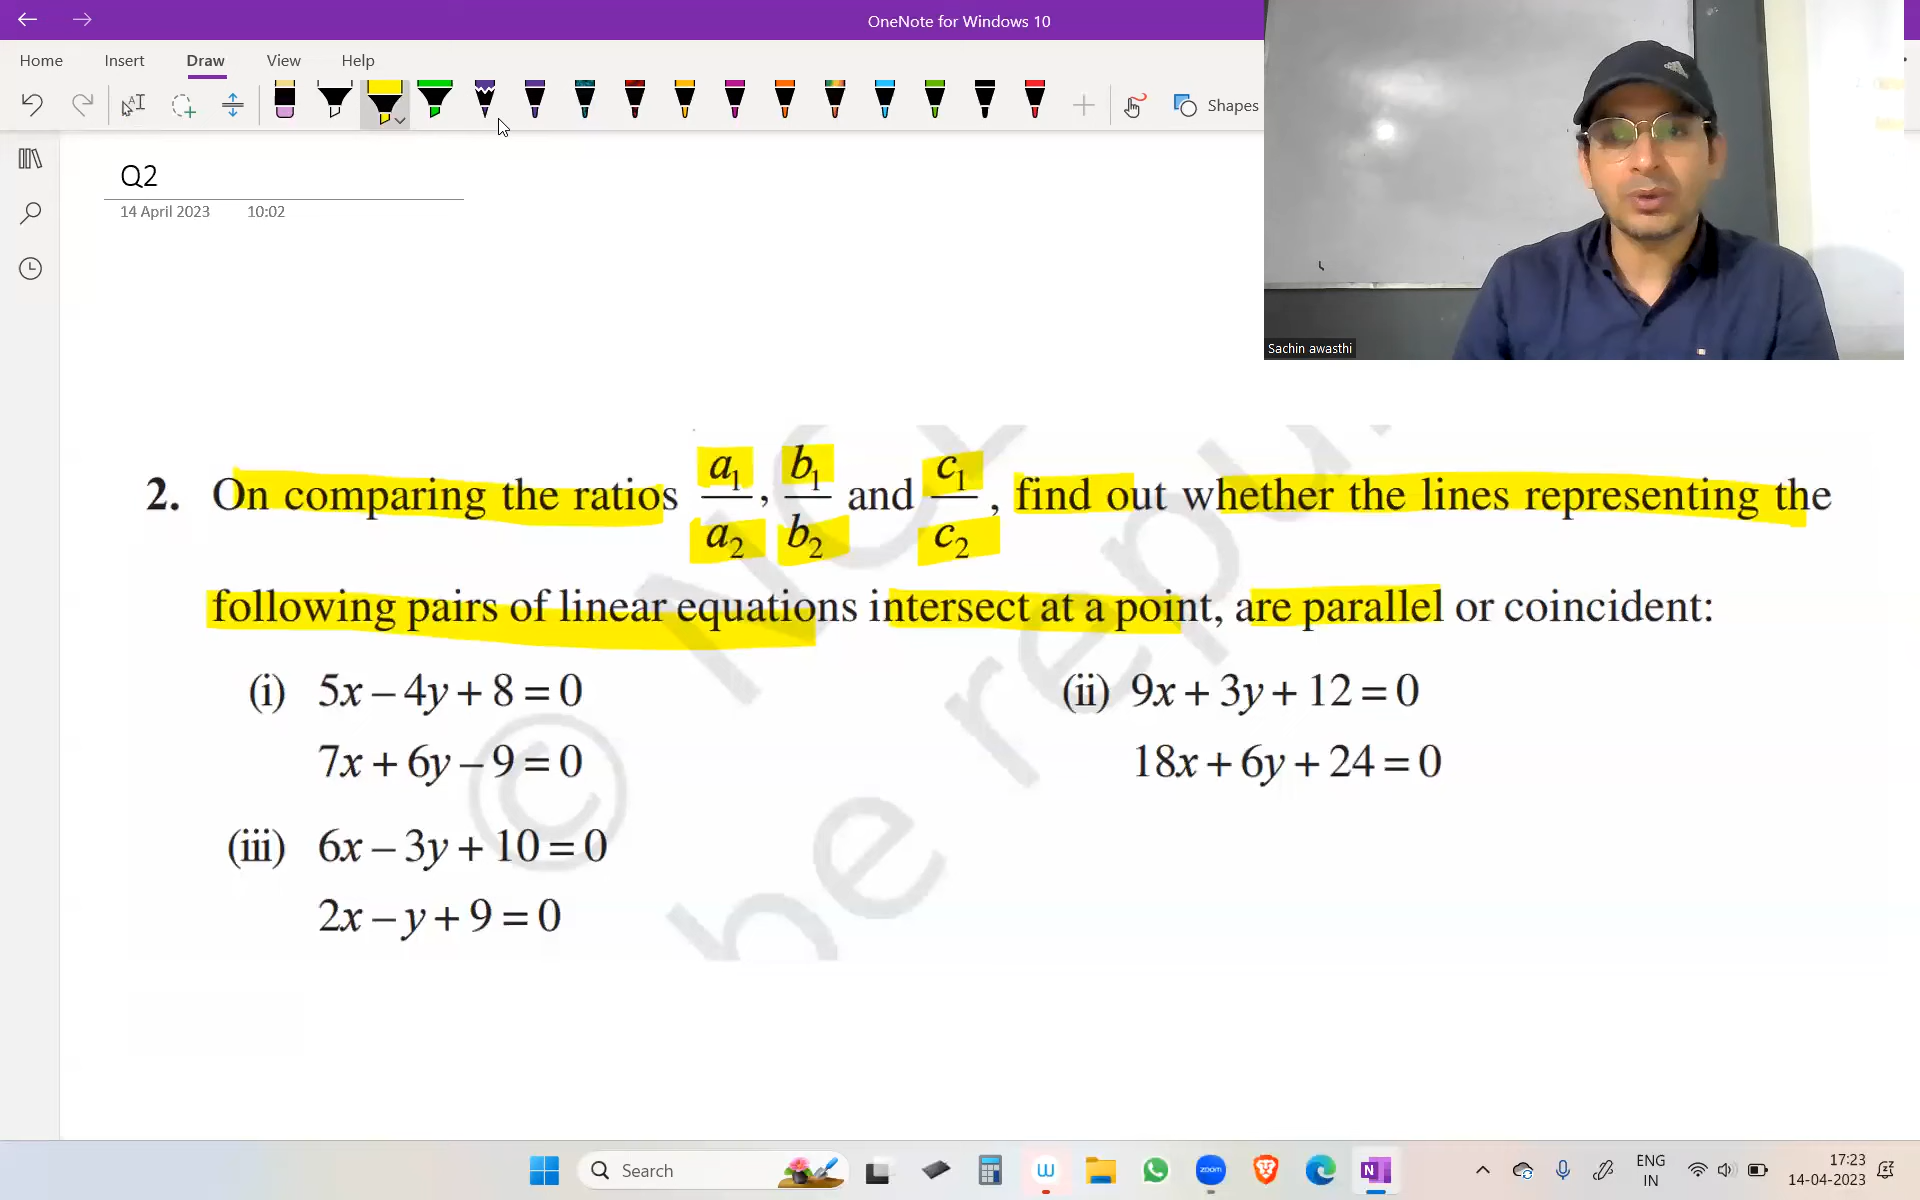 OneNote for Windows 10
Home Insert Draw View Help
Shapes
Q2
14 April 2023 10:02
Sachin awasthi
2. On comparing the ratios a₁/a₂, b₁/b₂ and c₁/c₂, find out whether the lines representing the
following pairs of linear equations intersect at a point, are parallel or coincident:
(i) 5x – 4y + 8 = 0 (ii) 9x + 3y + 12 = 0
7x + 6y – 9 = 0 18x + 6y + 24 = 0
(iii) 6x – 3y + 10 = 0
2x – y + 9 = 0
© NC
he repu
Search zoom N ENG 17:23
IN 14-04-2023